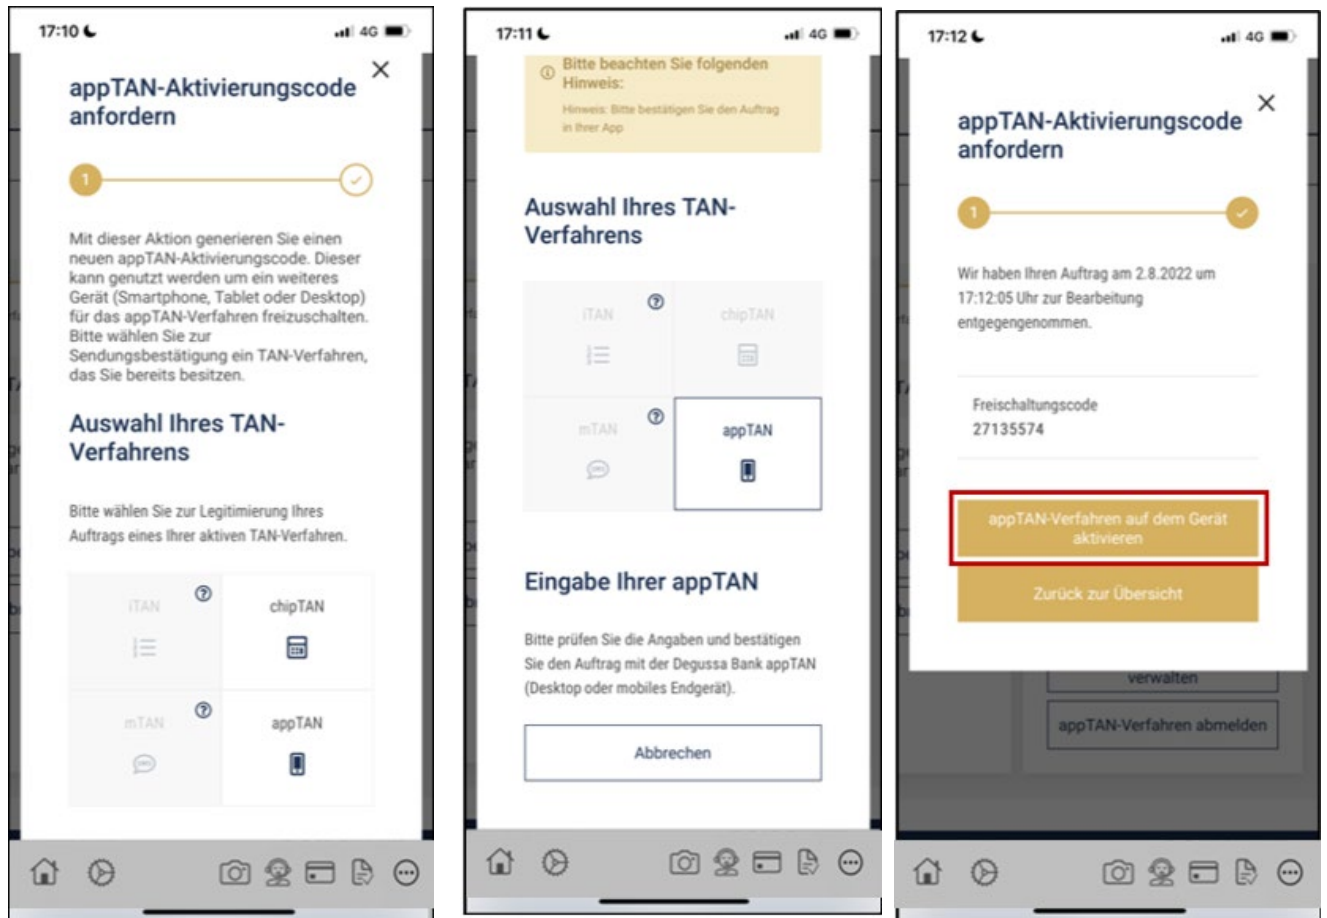 17:10
4G
appTAN-Aktivierungscode
anfordern
1
Mit dieser Aktion generieren Sie einen
neuen appTAN-Aktivierungscode. Dieser
kann genutzt werden um ein weiteres
Gerät (Smartphone, Tablet oder Desktop)
für das appTAN-Verfahren freizuschalten.
Bitte wählen Sie zur
Sendungsbestätigung ein TAN-Verfahren,
das Sie bereits besitzen.
Auswahl Ihres TAN-
Verfahrens
Bitte wählen Sie zur Legitimierung Ihres
Auftrags eines Ihrer aktiven TAN-Verfahren.
iTAN
chipTAN
mTAN
appTAN
17:11
4G
Bitte beachten Sie folgenden
Hinweis:
Hinweis: Bitte bestätigen Sie den Auftrag
in Ihrer App
Auswahl Ihres TAN-
Verfahrens
iTAN
chipTAN
mTAN
appTAN
Eingabe Ihrer appTAN
Bitte prüfen Sie die Angaben und bestätigen
Sie den Auftrag mit der Degussa Bank appTAN
(Desktop oder mobiles Endgerät).
Abbrechen
17:12
4G
appTAN-Aktivierungscode
anfordern
1
Wir haben Ihren Auftrag am 2.8.2022 um
17:12:05 Uhr zur Bearbeitung
entgegengenommen.
Freischaltungscode
27135574
appTAN-Verfahren auf dem Gerät
aktivieren
Zurück zur Übersicht
verwalten
appTAN-Verfahren abmelden